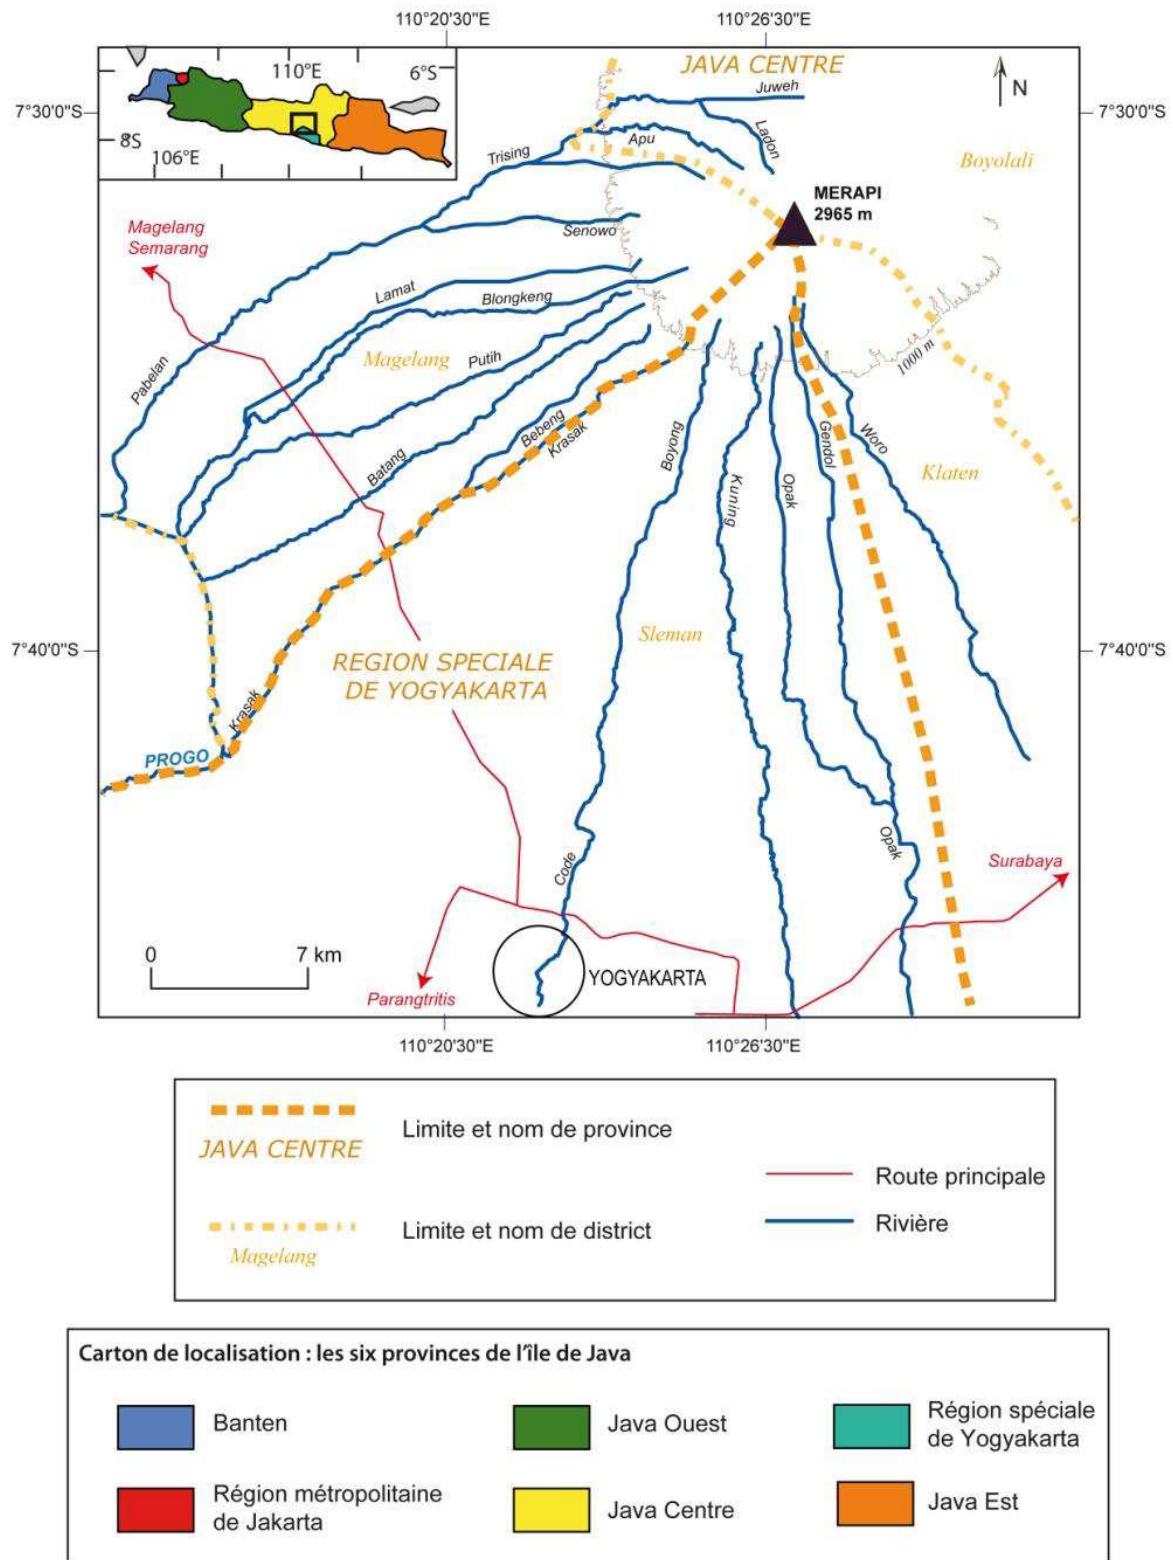 110°20'30"E
110°26'30"E
110°E
6°S
8°S
106°E
7°30'0"S
7°30'0"S
JAVA CENTRE
N
Juweh
Ladon
Apu
Trising
Boyolali
MERAPI
2965 m
Senowo
Magelang
Semarang
Lamat
Blongkeng
Magelang
Putih
1000 m
Pabelan
Bebeng
Krasak
Batang
Boyong
Kuning
Opak
Gendol
Woro
Klaten
Sleman
7°40'0"S
7°40'0"S
REGION SPECIALE
DE YOGYAKARTA
Krasak
PROGO
Code
Opak
Surabaya
0
7 km
Parangtritis
YOGYAKARTA
110°20'30"E
110°26'30"E
Limite et nom de province
JAVA CENTRE
Route principale
Rivière
Limite et nom de district
Magelang
Carton de localisation : les six provinces de l'île de Java
Banten
Java Ouest
Région spéciale
de Yogyakarta
Région métropolitaine
de Jakarta
Java Centre
Java Est